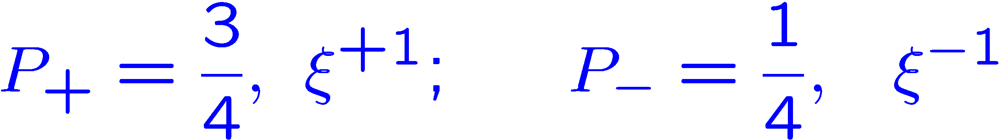 P₊ = 3/4, ξ⁺¹; P₋ = 1/4, ξ⁻¹